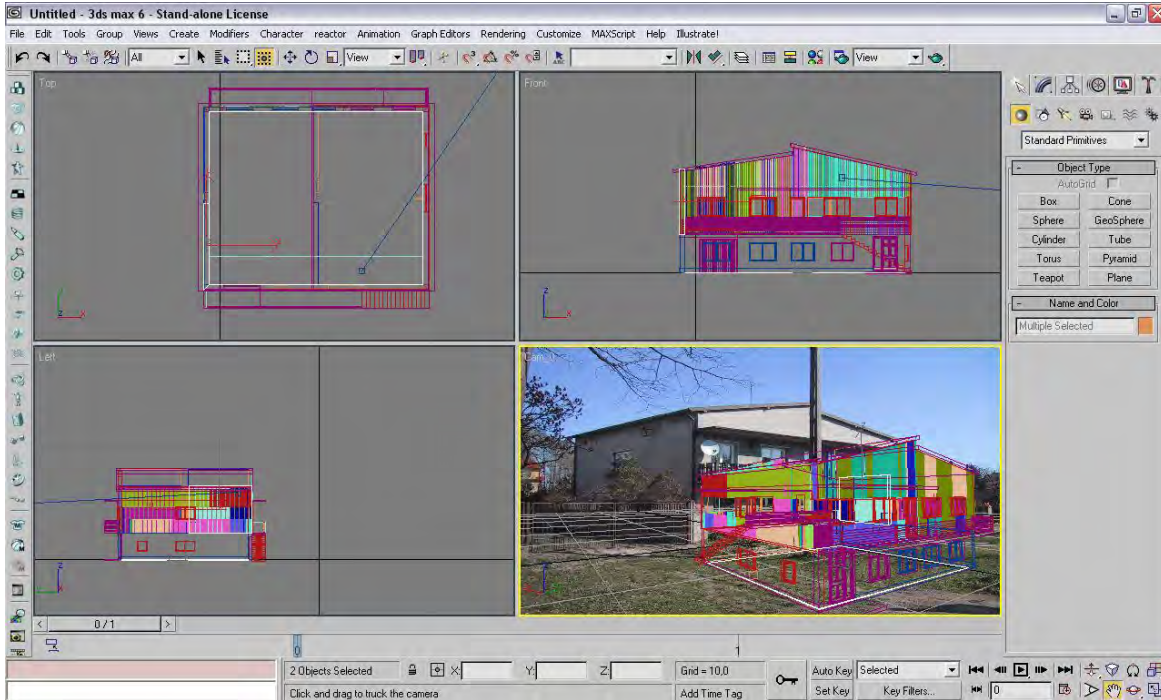 Untitled - 3ds max 6 - Stand-alone License
File Edit Tools Group Views Create Modifiers Character reactor Animation Graph Editors Rendering Customize MAXScript Help Illustrate!
All View View
Top
Front
Standard Primitives
- Object Type
AutoGrid
Box Cone
Sphere GeoSphere
Cylinder Tube
Torus Pyramid
Teapot Plane
- Name and Color
Multiple Selected
z x
z x
Left
z
z
< 0 / 1 >
0 1
2 Objects Selected X: Y: Z: Grid = 10,0 Auto Key Selected
Click and drag to truck the camera Add Time Tag Set Key Key Filters... 0